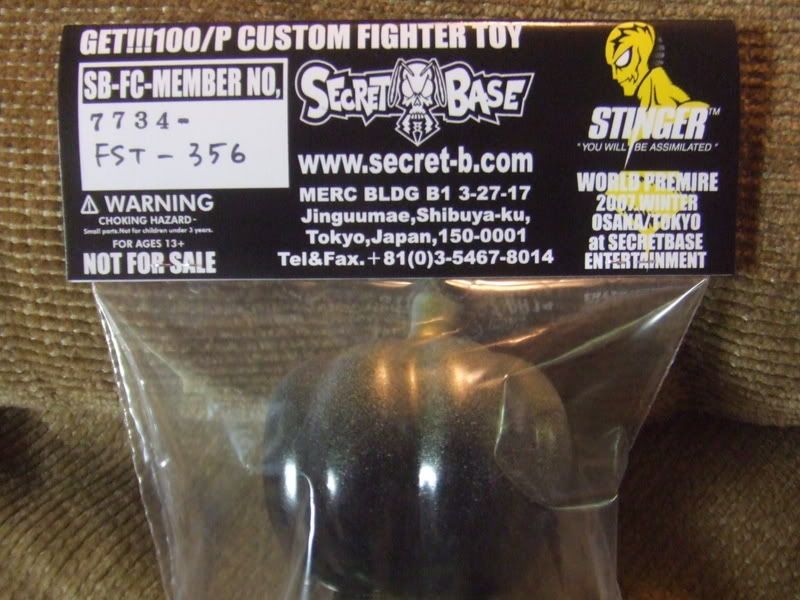 GET!!!100/P CUSTOM FIGHTER TOY
SB-FC-MEMBER NO,
7734-
FST-356
⚠ WARNING
CHOKING HAZARD-
Small parts.Not for children under 3 years.
FOR AGES 13+
NOT FOR SALE
SECRET BASE
www.secret-b.com
MERC BLDG B1 3-27-17
Jinguumae,Shibuya-ku,
Tokyo,Japan,150-0001
Tel&Fax.+81(0)3-5467-8014
STINGER™
"YOU WILL BE ASSIMILATED"
WORLD PREMIRE
2007.WINTER
OSANA/TOKYO
at SECRETBASE
ENTERTAINMENT